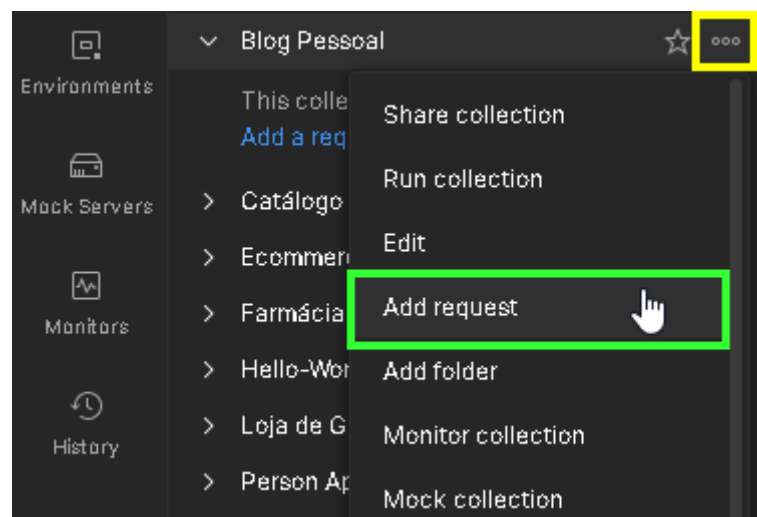 Environments
Mock Servers
Monitors
History
Blog Pessoal
This colle
Add a req
Catálogo
Ecommer
Farmácia
Hello-Wor
Loja de G
Person Ap
Share collection
Run collection
Edit
Add request
Add folder
Monitor collection
Mock collection